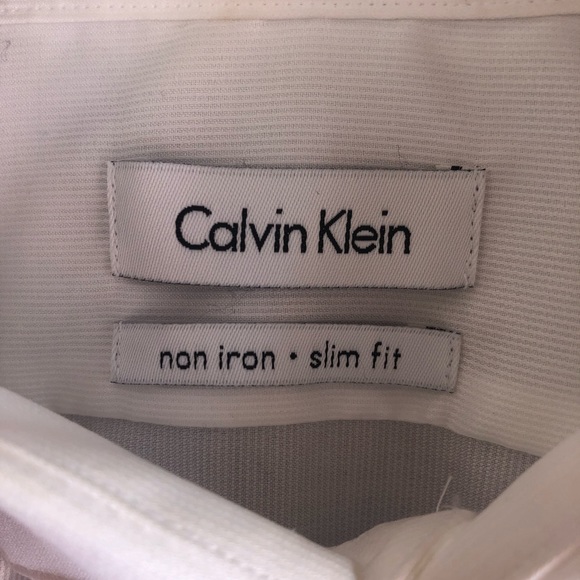 Calvin Klein
non iron • slim fit